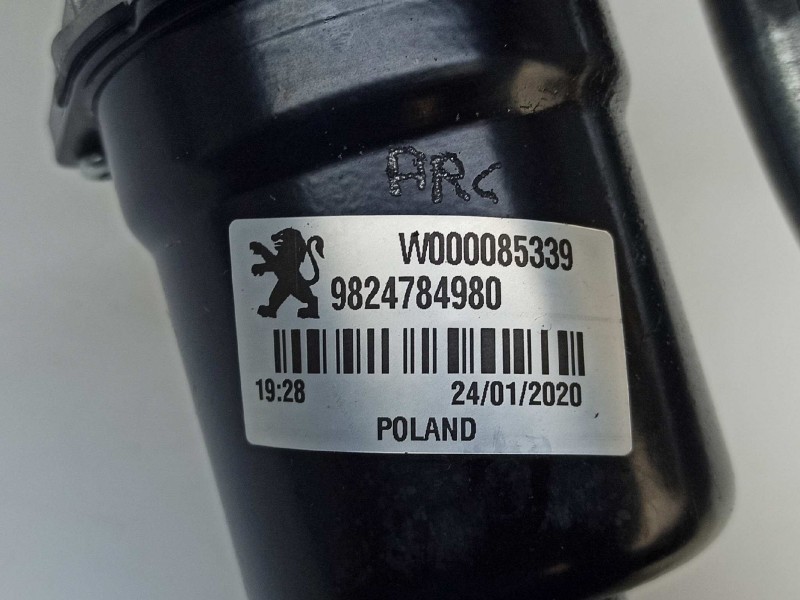 ARC
W000085339
9824784980
19:28 24/01/2020
POLAND